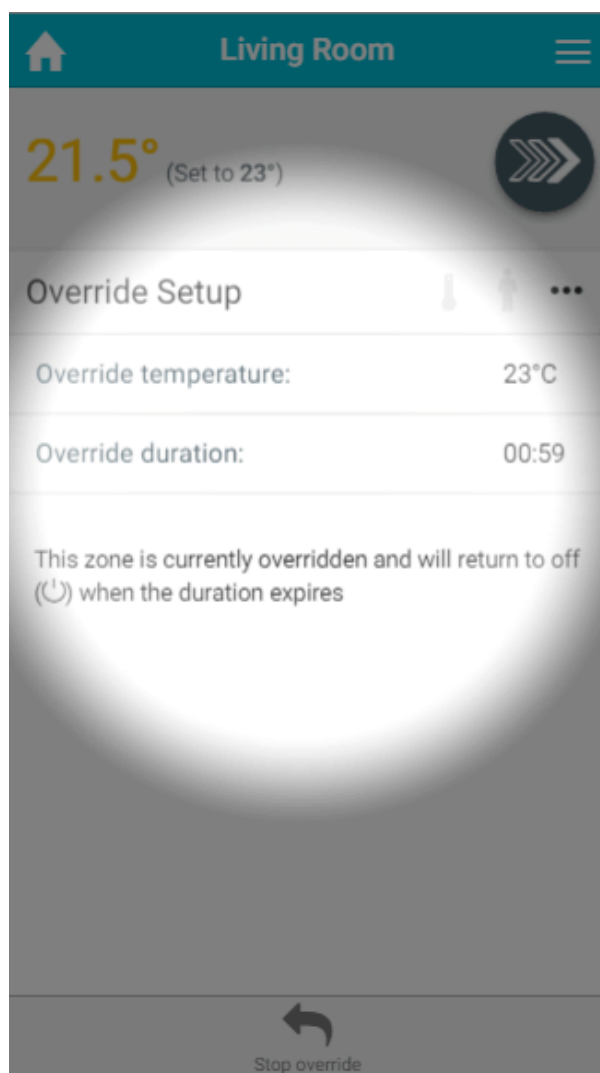 Living Room
21.5° (Set to 23°)
Override Setup
Override temperature: 23°C
Override duration: 00:59
This zone is currently overridden and will return to off
(()) when the duration expires
Stop override